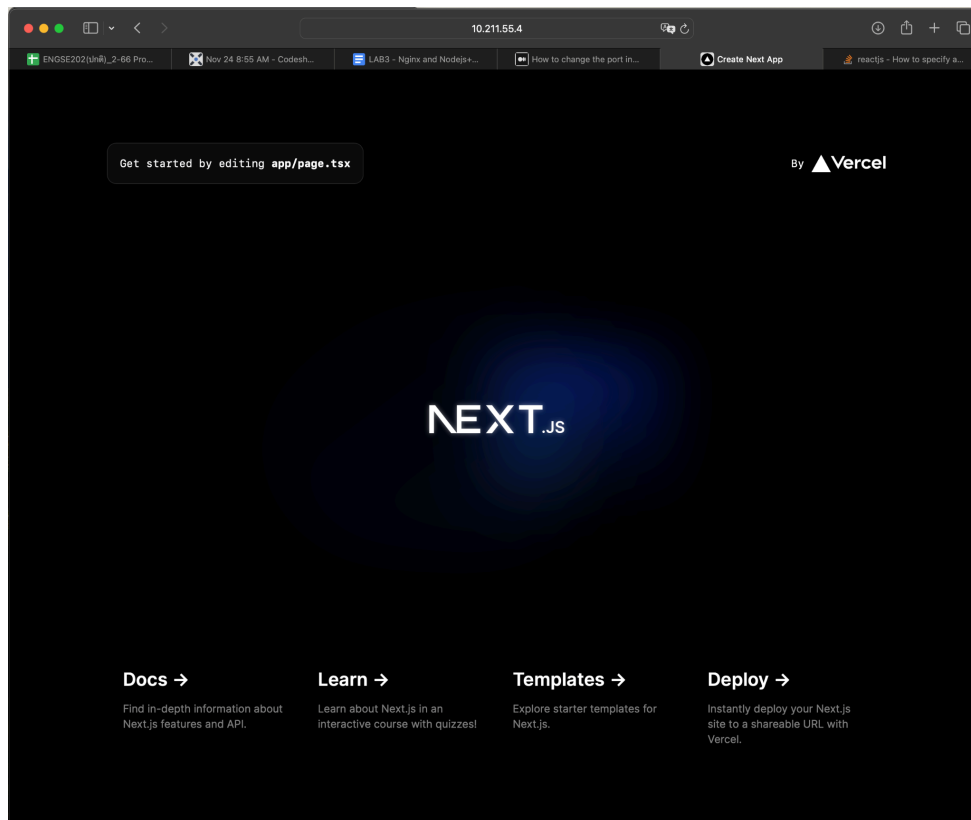 10.211.55.4
ENGSE202(ปกติ)_2-66 Pro...
Nov 24 8:55 AM - Codesh...
LAB3 - Nginx and Nodejs+...
How to change the port in...
Create Next App
reactjs - How to specify a...
Get started by editing app/page.tsx
By Vercel
NEXT.JS
Docs ->
Learn ->
Templates ->
Deploy ->
Find in-depth information about
Next.js features and API.
Learn about Next.js in an
interactive course with quizzes!
Explore starter templates for
Next.js.
Instantly deploy your Next.js
site to a shareable URL with
Vercel.